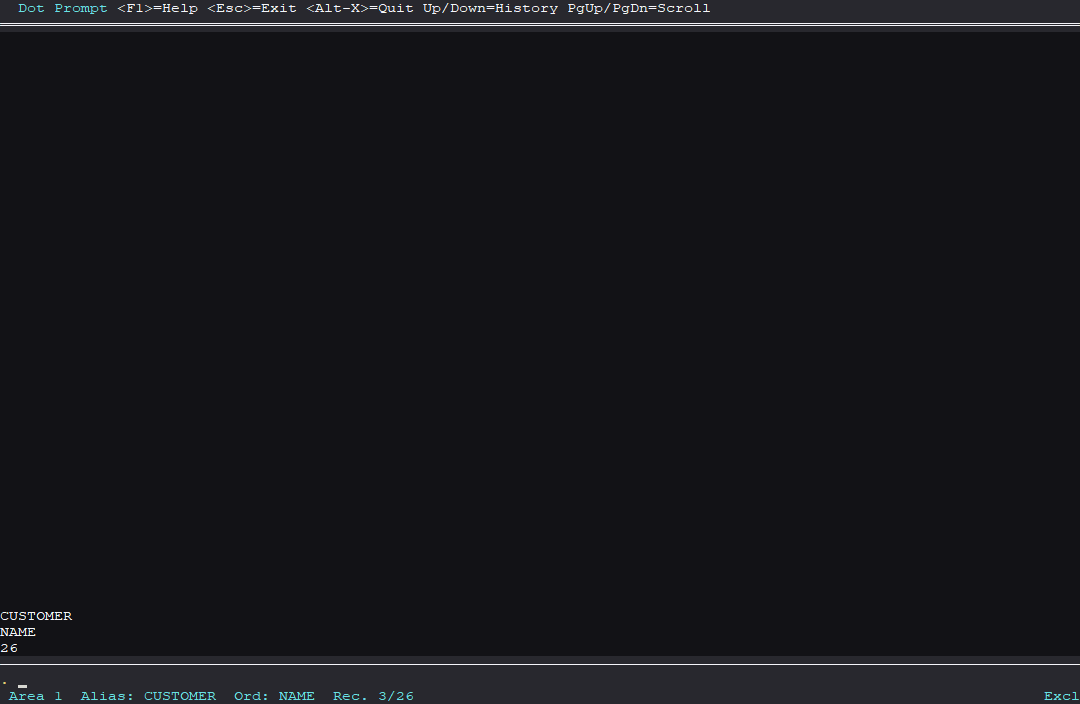 Dot Prompt <F1>=Help <Esc>=Exit <Alt-X>=Quit Up/Down=History PgUp/PgDn=Scroll
CUSTOMER
NAME
26
. _
Area 1  Alias: CUSTOMER  Ord: NAME  Rec. 3/26 Excl